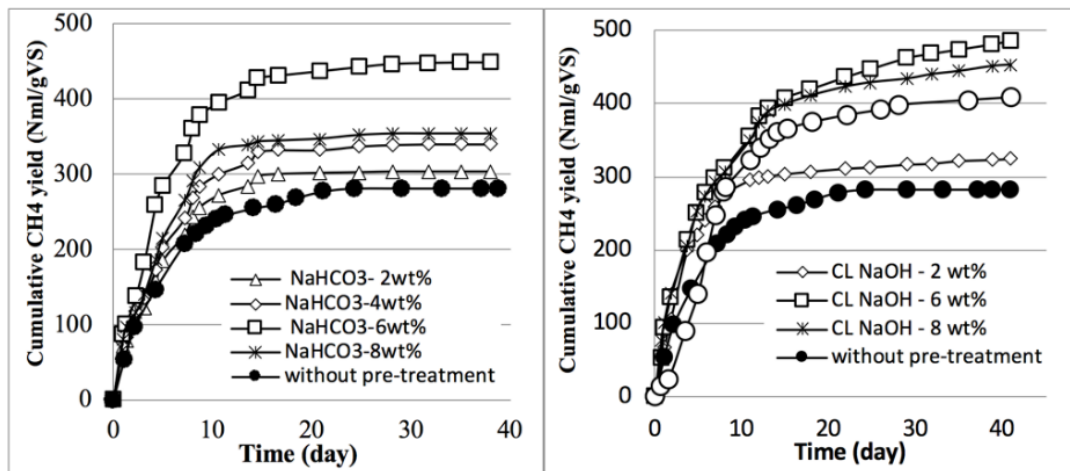 Cumulative CH4 yield (Nml/gVS)
500
400
300
200
100
0
NaHCO3- 2wt%
NaHCO3-4wt%
NaHCO3-6wt%
NaHCO3-8wt%
without pre-treatment
0
10
20
30
40
Time (day)
Cumulative CH4 yield (Nml/gVS)
500
400
300
200
100
0
CL NaOH - 2 wt%
CL NaOH - 6 wt%
CL NaOH - 8 wt%
without pre-treatment
0
10
20
30
40
Time (day)